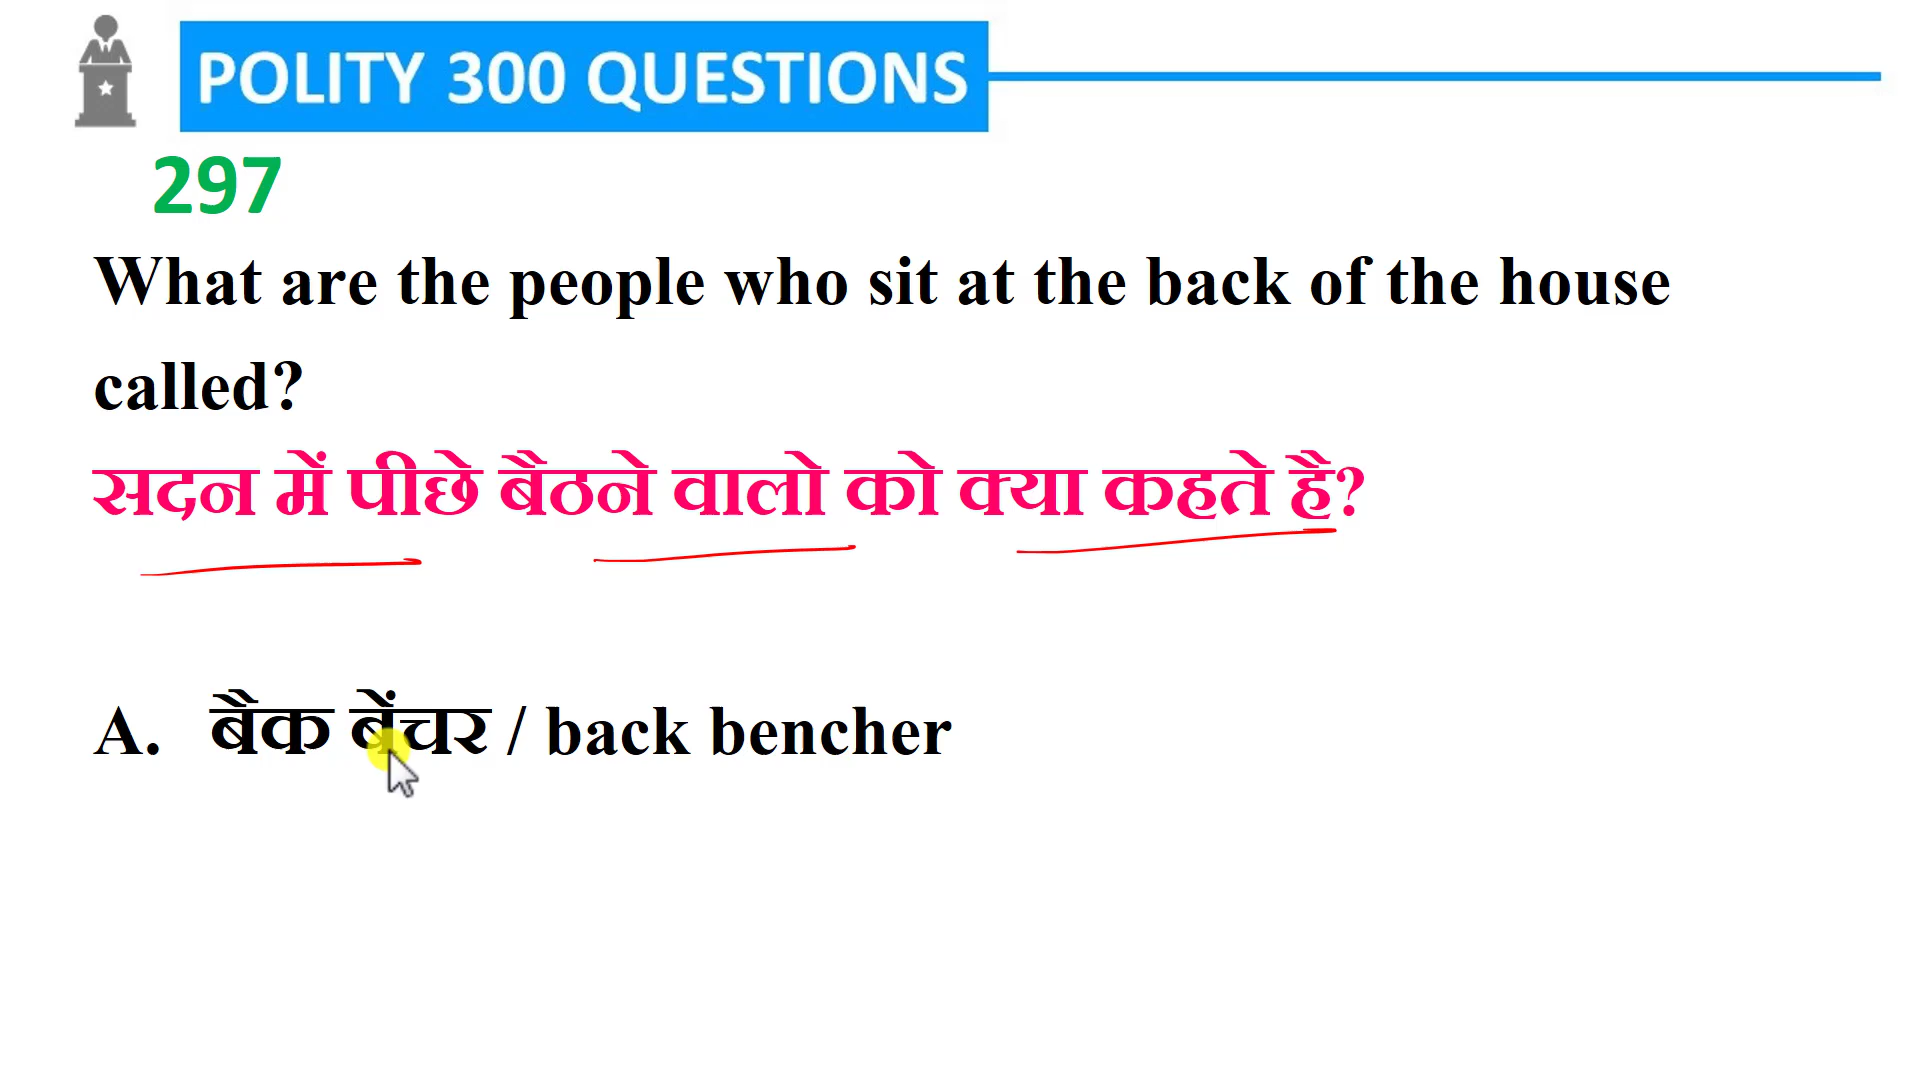 POLITY 300 QUESTIONS
297
What are the people who sit at the back of the house
called?
सदन में पीछे बैठने वालो को क्या कहते है?
A. बैक बेंचर / back bencher